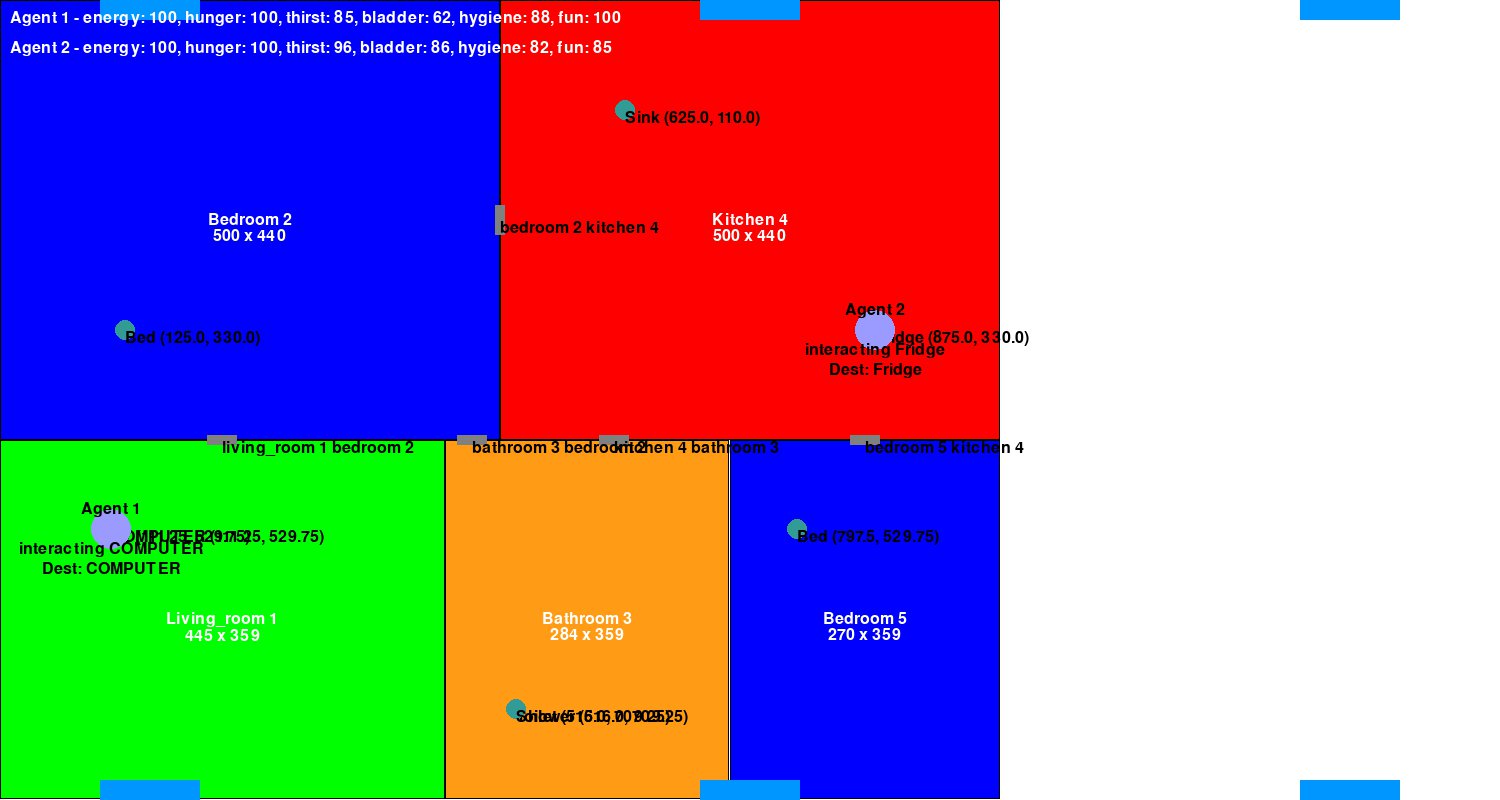 Agent 1 - energy: 100, hunger: 100, thirst: 85, bladder: 62, hygiene: 88, fun: 100
Agent 2 - energy: 100, hunger: 100, thirst: 96, bladder: 86, hygiene: 82, fun: 85
Sink (625.0, 110.0)
Bedroom 2
500 x 440
bedroom 2 kitchen 4
Kitchen 4
500 x 440
Bed (125.0, 330.0)
Agent 2
(875.0, 330.0)
interacting Fridge
Dest: Fridge
living_room 1 bedroom 2
bathroom 3 bedroom 2
kitchen 4 bathroom 3
bedroom 5 kitchen 4
Agent 1
529.75)
interacting COMPUTER
Dest: COMPUTER
Bed (797.5, 529.75)
Living_room 1
445 x 359
Bathroom 3
284 x 359
Bedroom 5
270 x 359